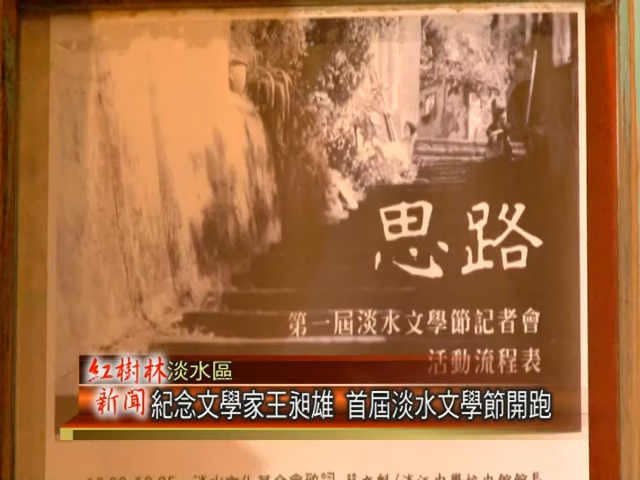 思路
第一屆淡水文學節記者會
活動流程表
紅樹林 淡水區
新聞 紀念文學家王昶雄 首屆淡水文學節開跑